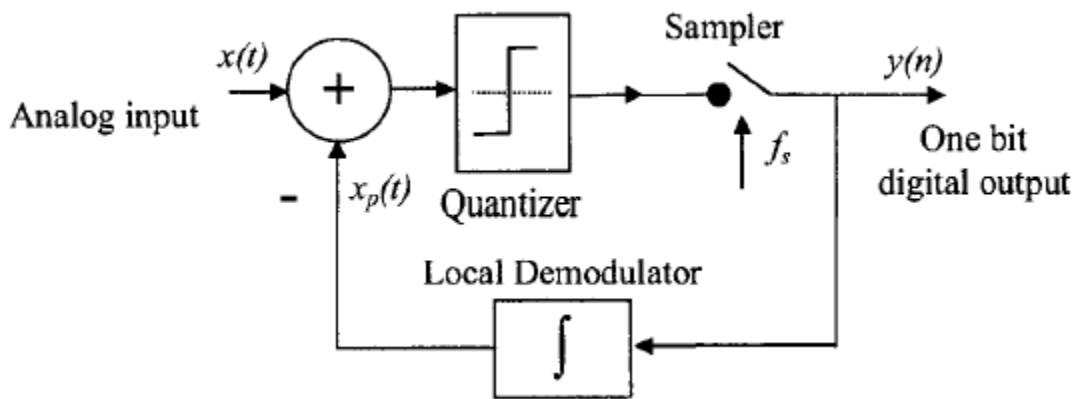 Sampler
x(t)
y(n)
+
Analog input
f_s
One bit
digital output
-
x_p(t)
Quantizer
Local Demodulator
∫